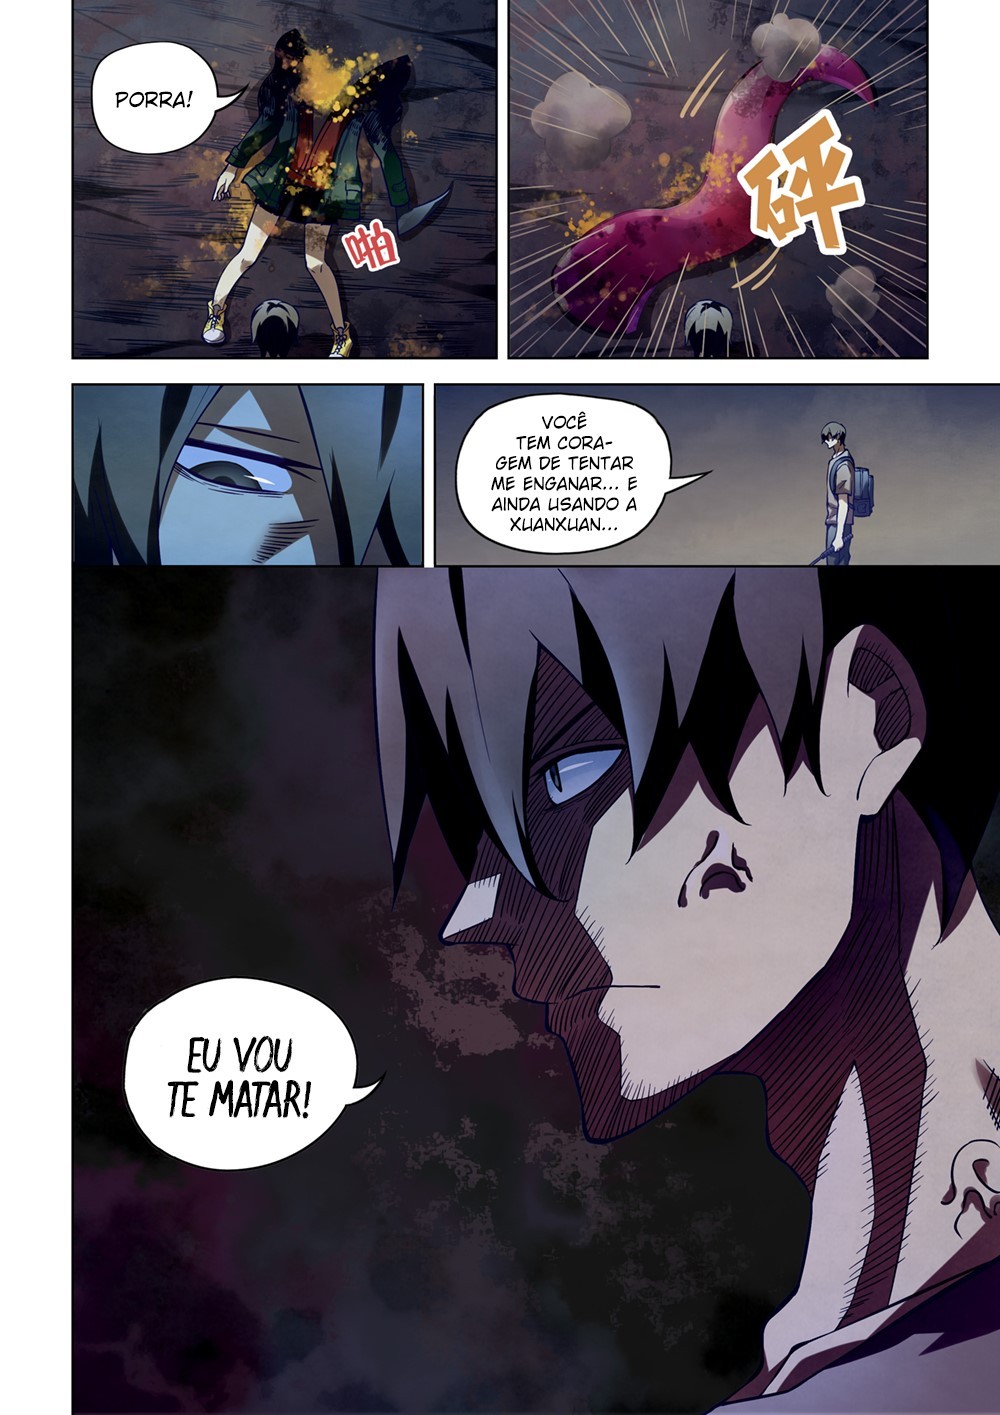 PORRA!
啪
砰
VOCÊ
TEM CORA-
GEM DE TENTAR
ME ENGANAR... E
AINDA USANDO A
XUANXUAN...
EU VOU
TE MATAR!